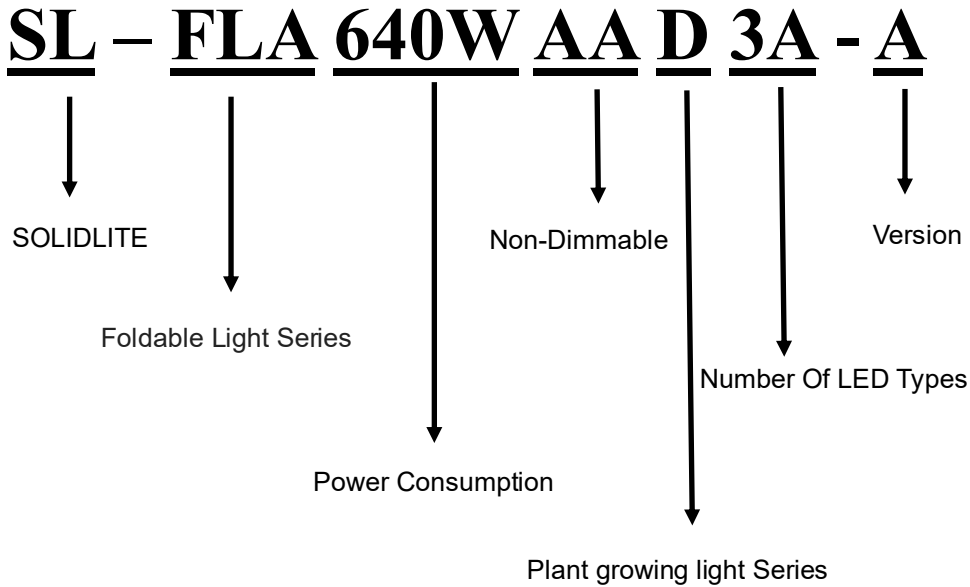 SL – FLA 640W AA D 3A - A
SOLIDLITE
Non-Dimmable
Version
Foldable Light Series
Number Of LED Types
Power Consumption
Plant growing light Series